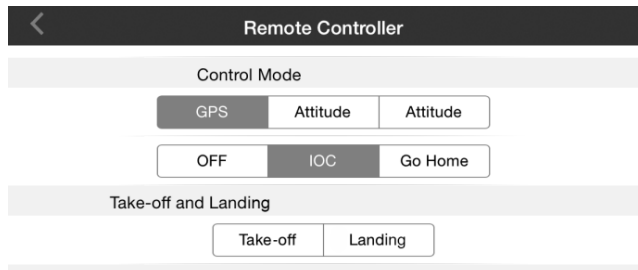 Remote Controller
Control Mode
GPS Attitude Attitude
OFF IOC Go Home
Take-off and Landing
Take-off Landing